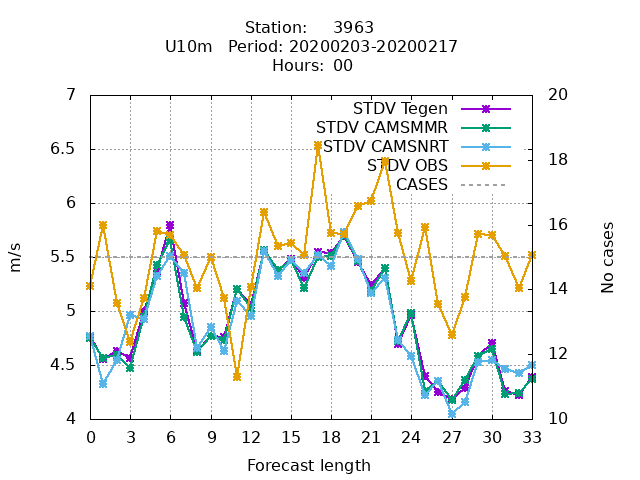 Station: 3963
U10m Period: 20200203-20200217
Hours: 00
7
6.5
6
5.5
5
4.5
4
m/s
20
18
16
14
12
10
No cases
STDV Tegen
STDV CAMSMMR
STDV CAMSNRT
STDV OBS
CASES
0 3 6 9 12 15 18 21 24 27 30 33
Forecast length